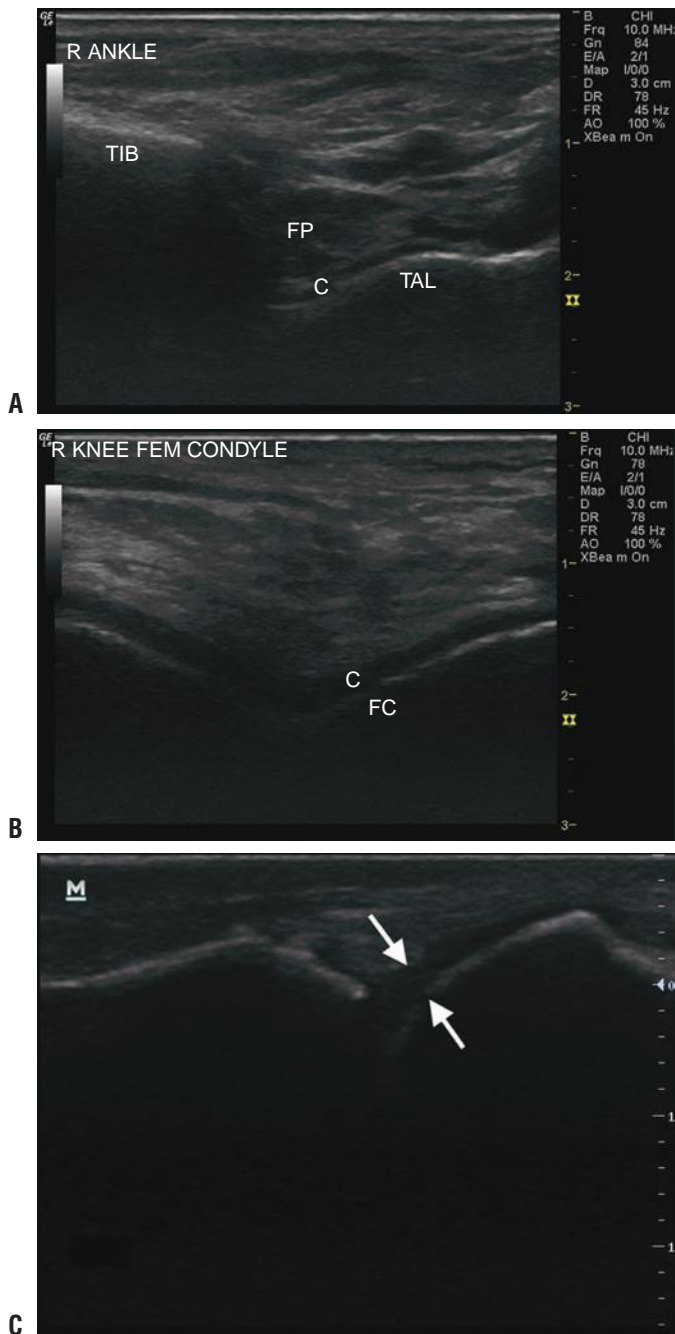 R ANKLE
TIB
FP
C
TAL
B CHI
Frq 10.0 MHz
Gn 84
E/A 2/1
Map I/0/0
D 3.0 cm
DR 78
FR 45 Hz
AO 100 %
XBea m On
1
2
3
A
R KNEE FEM CONDYLE
C
FC
B CHI
Frq 10.0 MHz
Gn 78
E/A 2/1
Map I/0/0
D 3.0 cm
DR 78
FR 45 Hz
AO 100 %
XBea m On
1
2
3
B
M
0
1
1
C